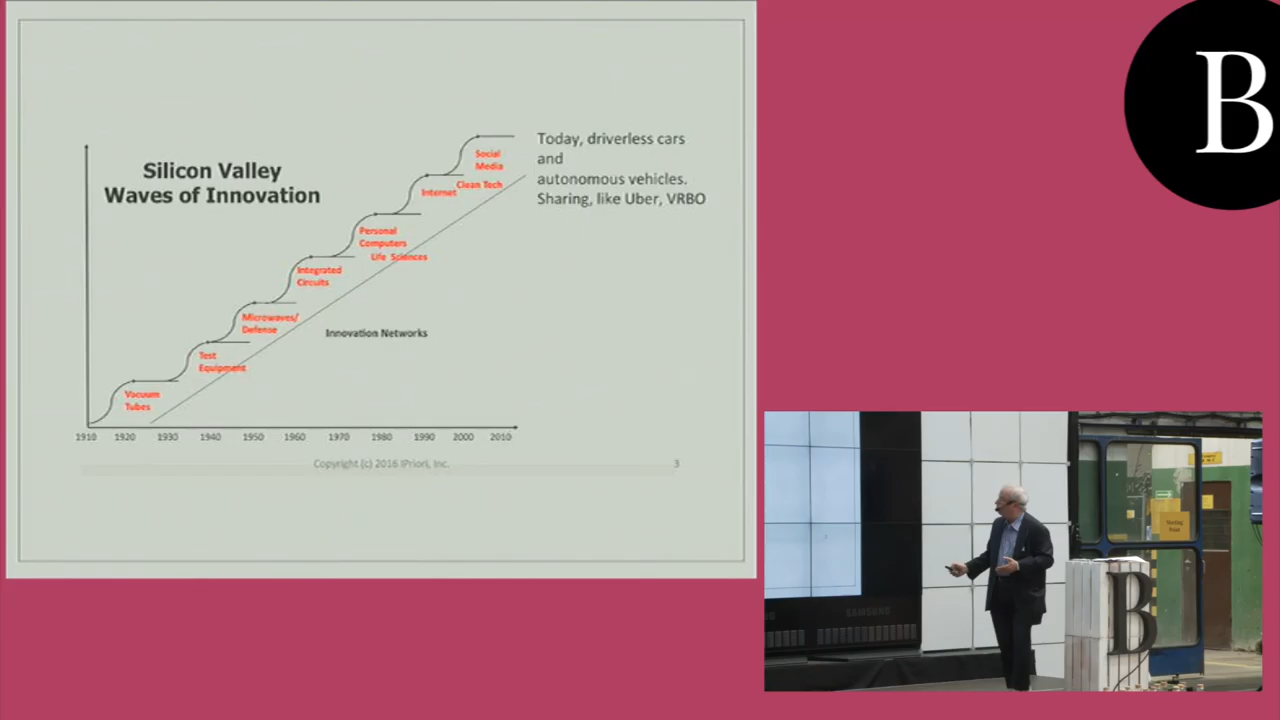 B
Silicon Valley
Waves of Innovation
Today, driverless cars
and
autonomous vehicles.
Sharing, like Uber, VRBO
Social
Media
Clean Tech
Internet
Personal
Computers
Life Sciences
Integrated
Circuits
Microwaves/
Defense
Innovation Networks
Test
Equipment
Vacuum
Tubes
1910 1920 1930 1940 1950 1960 1970 1980 1990 2000 2010
Copyright (c) 2016 IPriori, Inc. 3
SAMSUNG
Meeting
Point
B